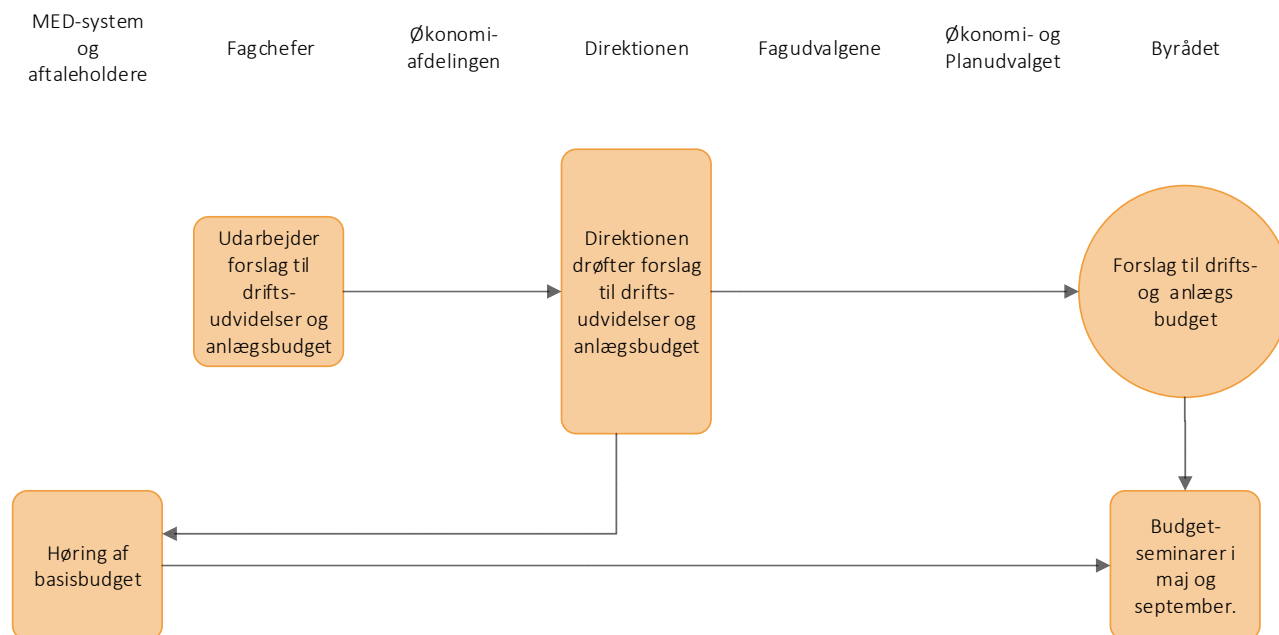 MED-system
og
aftaleholdere
Fagchefer
Økonomi-
afdelingen
Direktionen
Fagudvalgene
Økonomi- og
Planudvalget
Byrådet
Udarbejder
forslag til
drifts-
udvidelser og
anlægsbudget
Direktionen
drøfter forslag
til drifts-
udvidelser og
anlægsbudget
Forslag til drifts-
og anlægs
budget
Høring af
basisbudget
Budget-
seminarer i
maj og
september.